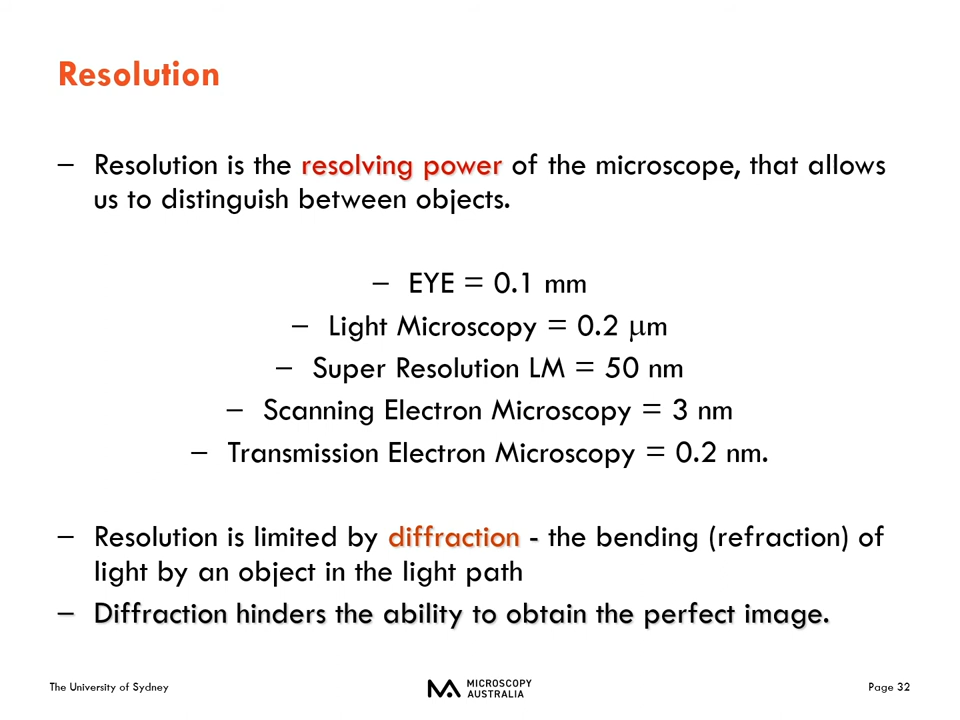 Resolution
– Resolution is the resolving power of the microscope, that allows
us to distinguish between objects.
– EYE = 0.1 mm
– Light Microscopy = 0.2 μm
– Super Resolution LM = 50 nm
– Scanning Electron Microscopy = 3 nm
– Transmission Electron Microscopy = 0.2 nm.
– Resolution is limited by diffraction - the bending (refraction) of
light by an object in the light path
– Diffraction hinders the ability to obtain the perfect image.
The University of Sydney
MICROSCOPY
AUSTRALIA
Page 32